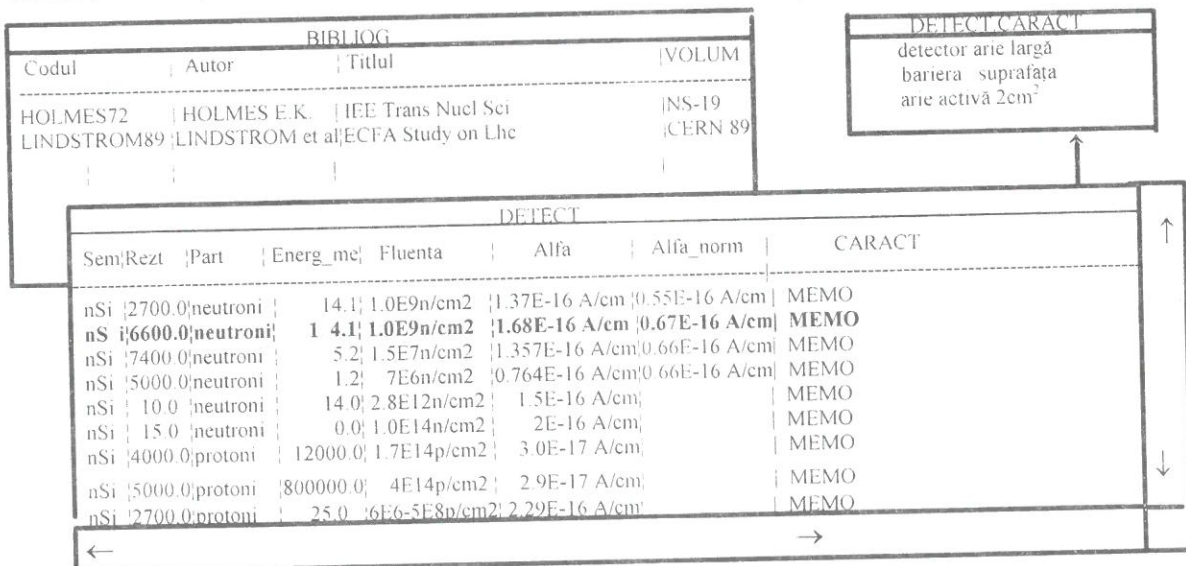 BIBLIOG
Codul | Autor | Titlul |VOLUM
HOLMES72 | HOLMES E.K. | IEE Trans Nucl Sci |NS-19
LINDSTROM89 |LINDSTROM et al|ECFA Study on Lhc |CERN 89
DETECT.CARACT
detector arie largă
bariera suprafața
arie activă 2cm²
DETECT
Sem|Rezt |Part | Energ_me| Fluenta | Alfa | Alfa_norm | CARACT
nSi |2700.0|neutroni | 14.1| 1.0E9n/cm2 |1.37E-16 A/cm |0.55E-16 A/cm | MEMO
nS i|6600.0|neutroni| 1 4.1| 1.0E9n/cm2 |1.68E-16 A/cm |0.67E-16 A/cm| MEMO
nSi |7400.0|neutroni | 5.2| 1.5E7n/cm2 |1.357E-16 A/cm|0.66E-16 A/cm| MEMO
nSi |5000.0|neutroni | 1.2| 7E6n/cm2 |0.764E-16 A/cm|0.66E-16 A/cm| MEMO
nSi | 10.0 |neutroni | 14.0| 2.8E12n/cm2 | 1.5E-16 A/cm| | MEMO
nSi | 15.0 |neutroni | 0.0| 1.0E14n/cm2 | 2E-16 A/cm| | MEMO
nSi |4000.0|protoni | 12000.0| 1.7E14p/cm2 | 3.0E-17 A/cm| | MEMO
nSi |5000.0|protoni |800000.0| 4E14p/cm2 | 2.9E-17 A/cm| | MEMO
nSi |2700.0|protoni | 25.0 |6E6-5E8p/cm2| 2.29E-16 A/cm| | MEMO